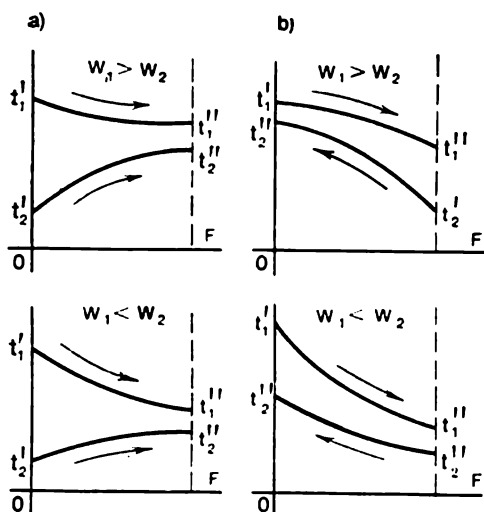 a)
W₁ > W₂
t₁′
t₁′′
t₂′′
t₂′
F
0
b)
W₁ > W₂
t₁′
t₂′′
t₁′′
t₂′
F
0
W₁ < W₂
t₁′
t₁′′
t₂′′
t₂′
F
0
W₁ < W₂
t₁′
t₂′′
t₁′′
t₂′′
F
0